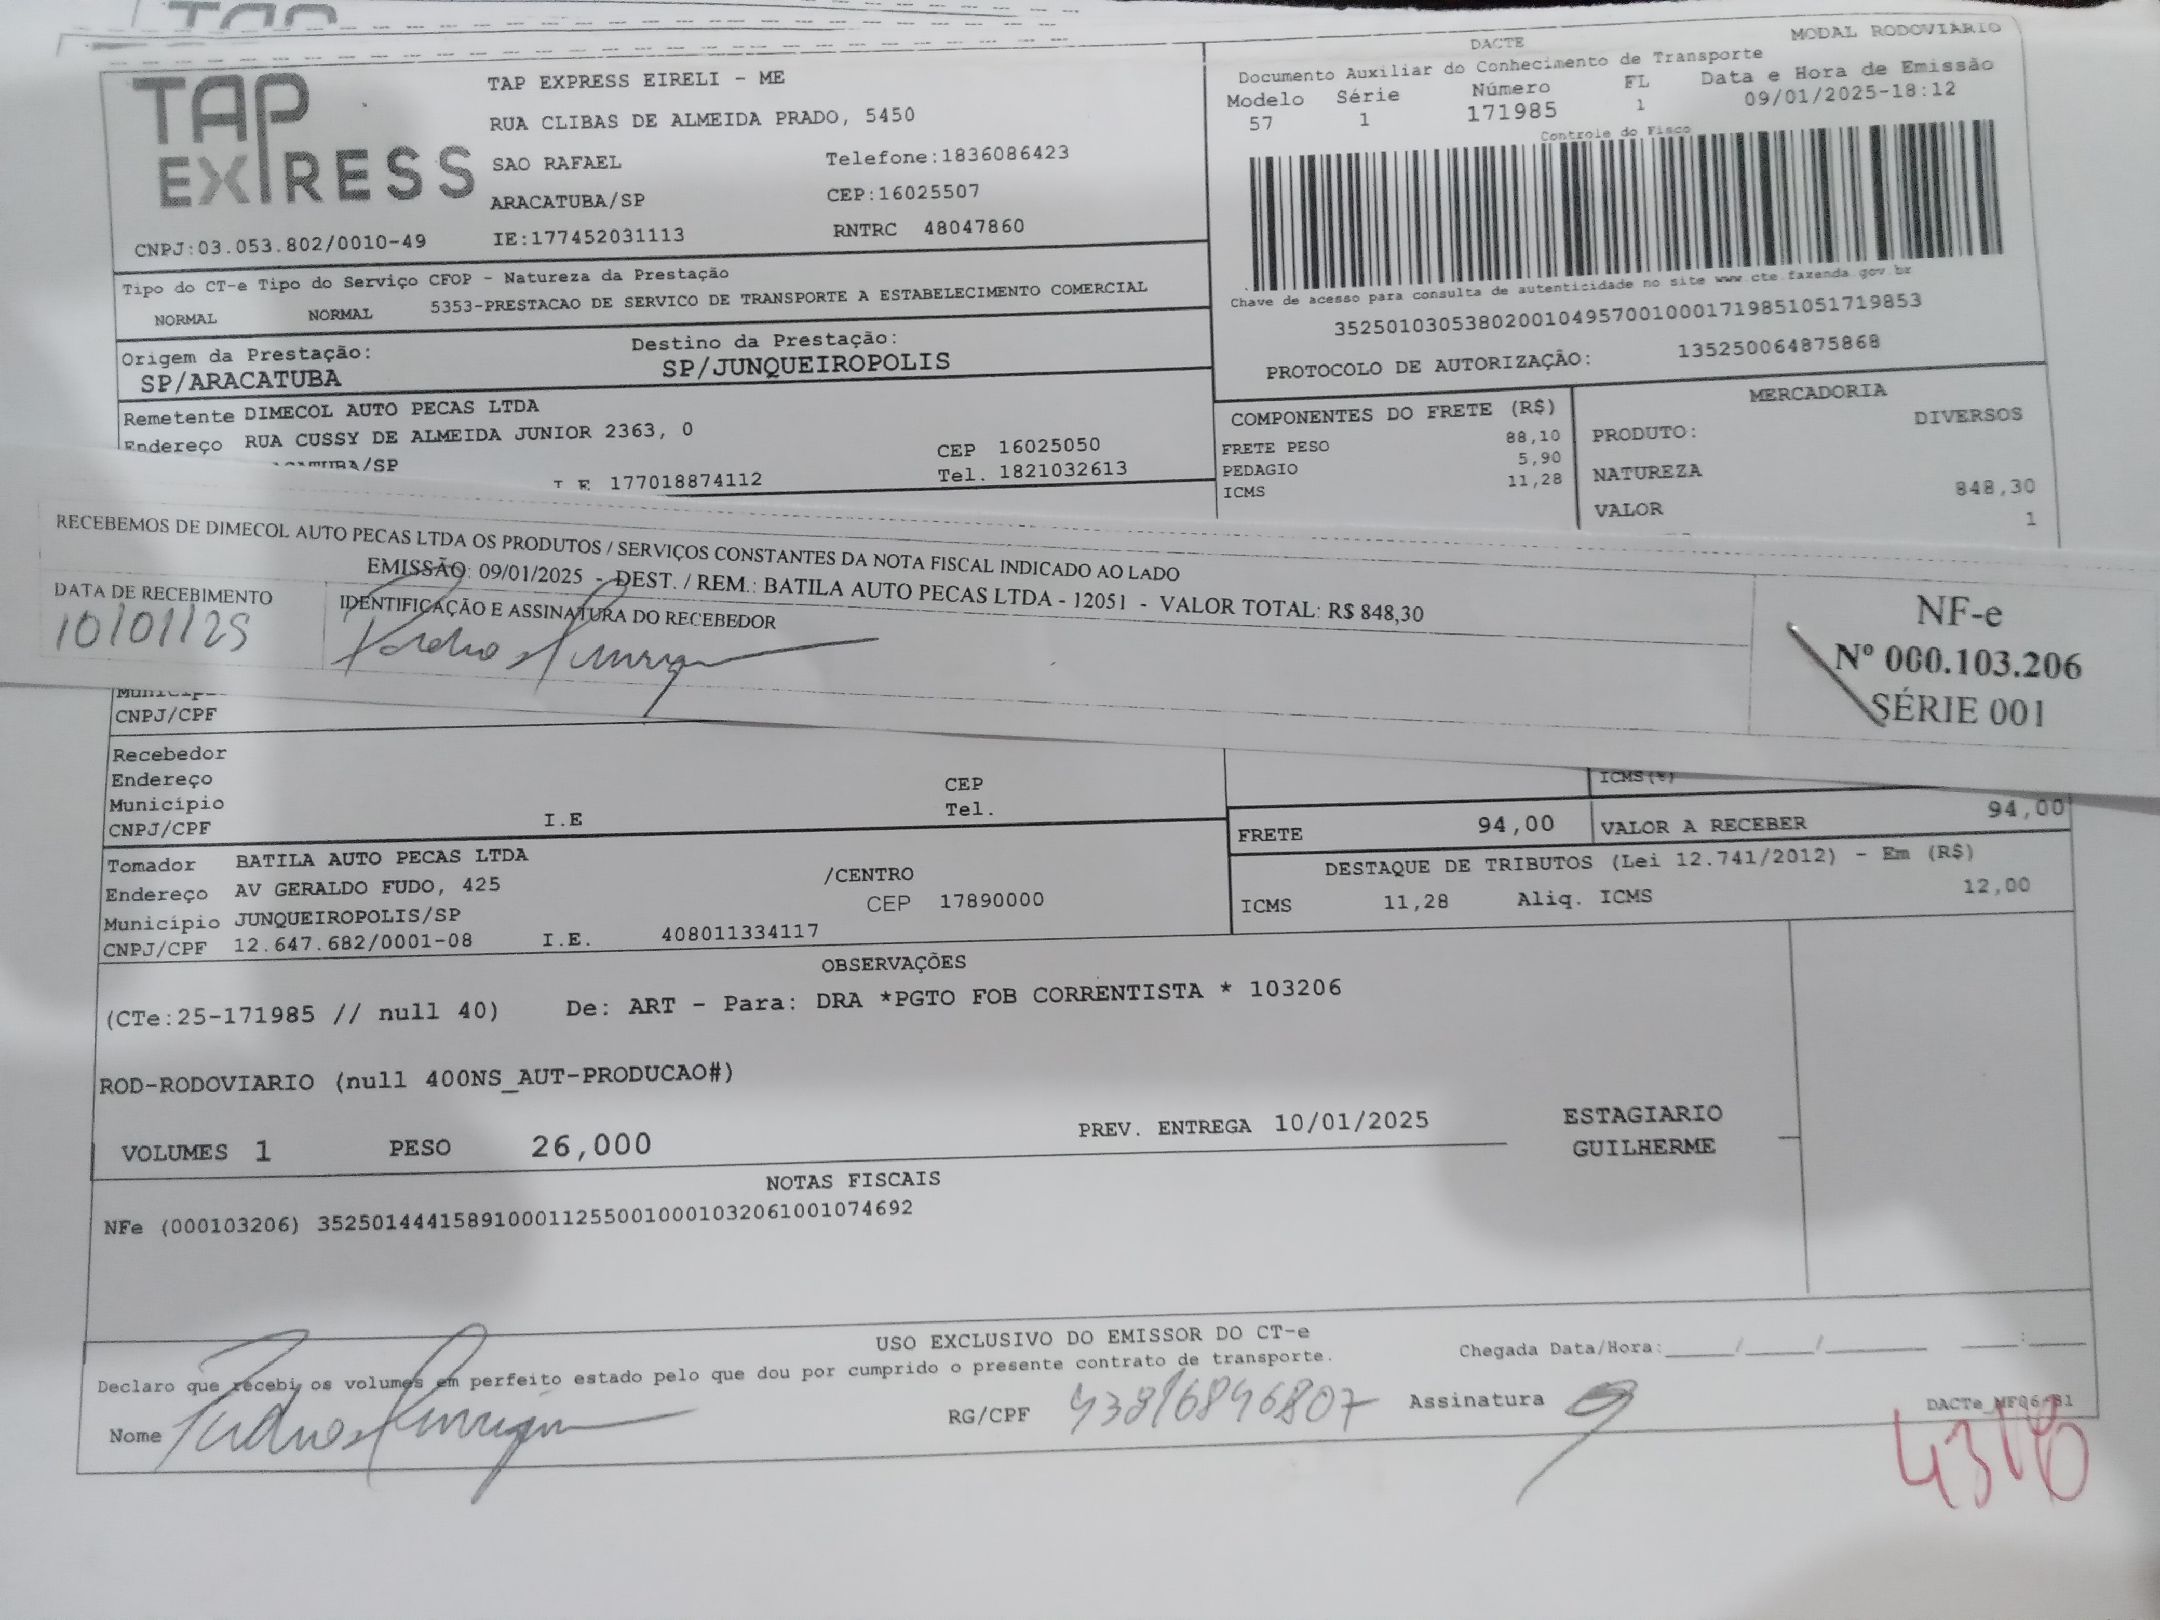 TAP EXPRESS
TAP EXPRESS EIRELI - ME
RUA CLIBAS DE ALMEIDA PRADO, 5450
SAO RAFAEL Telefone:1836086423
ARACATUBA/SP CEP:16025507
CNPJ:03.053.802/0010-49 IE:177452031113 RNTRC 48047860
DACTE MODAL RODOVIÁRIO
Documento Auxiliar do Conhecimento de Transporte
Modelo Série Número FL Data e Hora de Emissão
57 1 171985 1 09/01/2025-18:12
Controle do Fisco
Chave de acesso para consulta de autenticidade no site www.cte.fazenda.gov.br
35250103053802001049570010001719851051719853
PROTOCOLO DE AUTORIZAÇÃO: 135250064875868
Tipo do CT-e Tipo do Serviço CFOP - Natureza da Prestação
NORMAL NORMAL 5353-PRESTACAO DE SERVICO DE TRANSPORTE A ESTABELECIMENTO COMERCIAL
Origem da Prestação: Destino da Prestação:
SP/ARACATUBA SP/JUNQUEIROPOLIS
Remetente DIMECOL AUTO PECAS LTDA
Endereço RUA CUSSY DE ALMEIDA JUNIOR 2363, 0 CEP 16025050
/SP I E 177018874112 Tel. 1821032613
COMPONENTES DO FRETE (R$)
FRETE PESO 88,10
PEDAGIO 5,90
ICMS 11,28
MERCADORIA
PRODUTO: DIVERSOS
NATUREZA
VALOR 848,30
1
RECEBEMOS DE DIMECOL AUTO PECAS LTDA OS PRODUTOS / SERVIÇOS CONSTANTES DA NOTA FISCAL INDICADO AO LADO
EMISSÃO: 09/01/2025 - DEST. / REM.: BATILA AUTO PECAS LTDA - 12051 - VALOR TOTAL: R$ 848,30
DATA DE RECEBIMENTO IDENTIFICAÇÃO E ASSINATURA DO RECEBEDOR
10/01/25
NF-e
Nº 000.103.206
SÉRIE 001
CNPJ/CPF
Recebedor
Endereço CEP
Município Tel.
CNPJ/CPF I.E
ICMS(%)
FRETE 94,00 VALOR A RECEBER 94,00
Tomador BATILA AUTO PECAS LTDA
Endereço AV GERALDO FUDO, 425 /CENTRO
Município JUNQUEIROPOLIS/SP CEP 17890000
CNPJ/CPF 12.647.682/0001-08 I.E. 408011334117
DESTAQUE DE TRIBUTOS (Lei 12.741/2012) - Em (R$)
ICMS 11,28 Aliq. ICMS 12,00
OBSERVAÇÕES
(CTe:25-171985 // null 40) De: ART - Para: DRA *PGTO FOB CORRENTISTA * 103206
ROD-RODOVIARIO (null 400NS_AUT-PRODUCAO#)
VOLUMES 1 PESO 26,000 PREV. ENTREGA 10/01/2025
ESTAGIARIO
GUILHERME
NOTAS FISCAIS
NFe (000103206) 35250144415891000112550010001032061001074692
USO EXCLUSIVO DO EMISSOR DO CT-e
Declaro que recebi os volumes em perfeito estado pelo que dou por cumprido o presente contrato de transporte.
Chegada Data/Hora:_____/_____/_______ ____:____
Nome RG/CPF Assinatura